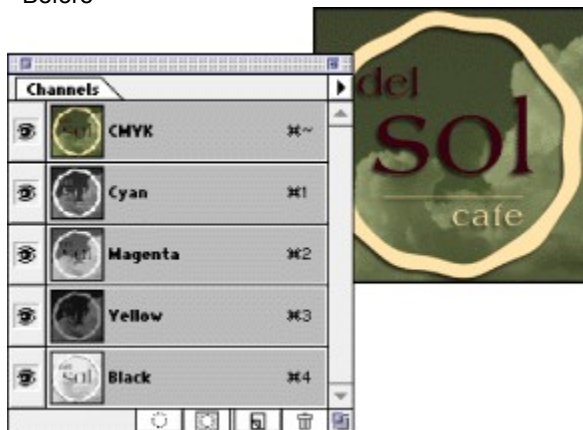 Before
Channels
CMYK ⌘~
Cyan ⌘1
Magenta ⌘2
Yellow ⌘3
Black ⌘4
del
sol
cafe